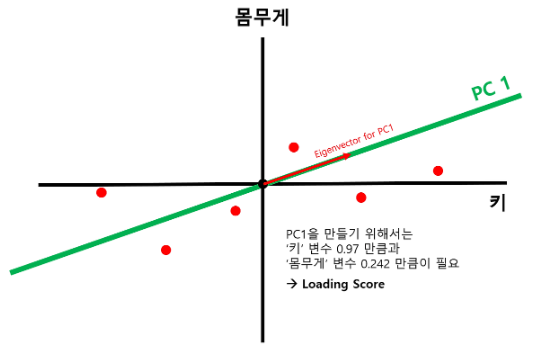 몸무게
PC 1
Eigenvector for PC1
키
PC1을 만들기 위해서는
‘키’ 변수 0.97 만큼과
‘몸무게’ 변수 0.242 만큼이 필요
→ Loading Score